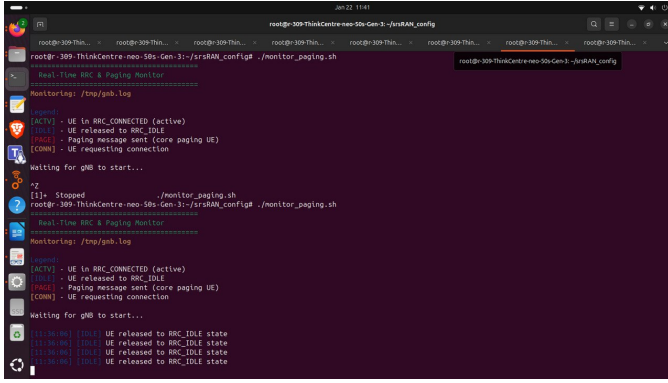 Jan 22 11:41
root@r-309-ThinkCentre-neo-50s-Gen-3: ~/srsRAN_config
root@r-309-Thin... root@r-309-Thin... root@r-309-Thin... root@r-309-Thin... root@r-309-Thin... root@r-309-Thin... root@r-309-Thin... root@r-309-Thin...
root@r-309-ThinkCentre-neo-50s-Gen-3: ~/srsRAN_config
root@r-309-ThinkCentre-neo-50s-Gen-3:~/srsRAN_config# ./monitor_paging.sh
========================================
Real-Time RRC & Paging Monitor
========================================
Monitoring: /tmp/gnb.log
Legend:
[ACTV] - UE in RRC_CONNECTED (active)
[IDLE] - UE released to RRC_IDLE
[PAGE] - Paging message sent (core paging UE)
[CONN] - UE requesting connection
Waiting for gNB to start...
^Z
[1]+  Stopped                 ./monitor_paging.sh
root@r-309-ThinkCentre-neo-50s-Gen-3:~/srsRAN_config# ./monitor_paging.sh
========================================
Real-Time RRC & Paging Monitor
========================================
Monitoring: /tmp/gnb.log
Legend:
[ACTV] - UE in RRC_CONNECTED (active)
[IDLE] - UE released to RRC_IDLE
[PAGE] - Paging message sent (core paging UE)
[CONN] - UE requesting connection
Waiting for gNB to start...
[11:36:06] [IDLE] UE released to RRC_IDLE state
[11:36:06] [IDLE] UE released to RRC_IDLE state
[11:36:06] [IDLE] UE released to RRC_IDLE state
[11:36:06] [IDLE] UE released to RRC_IDLE state